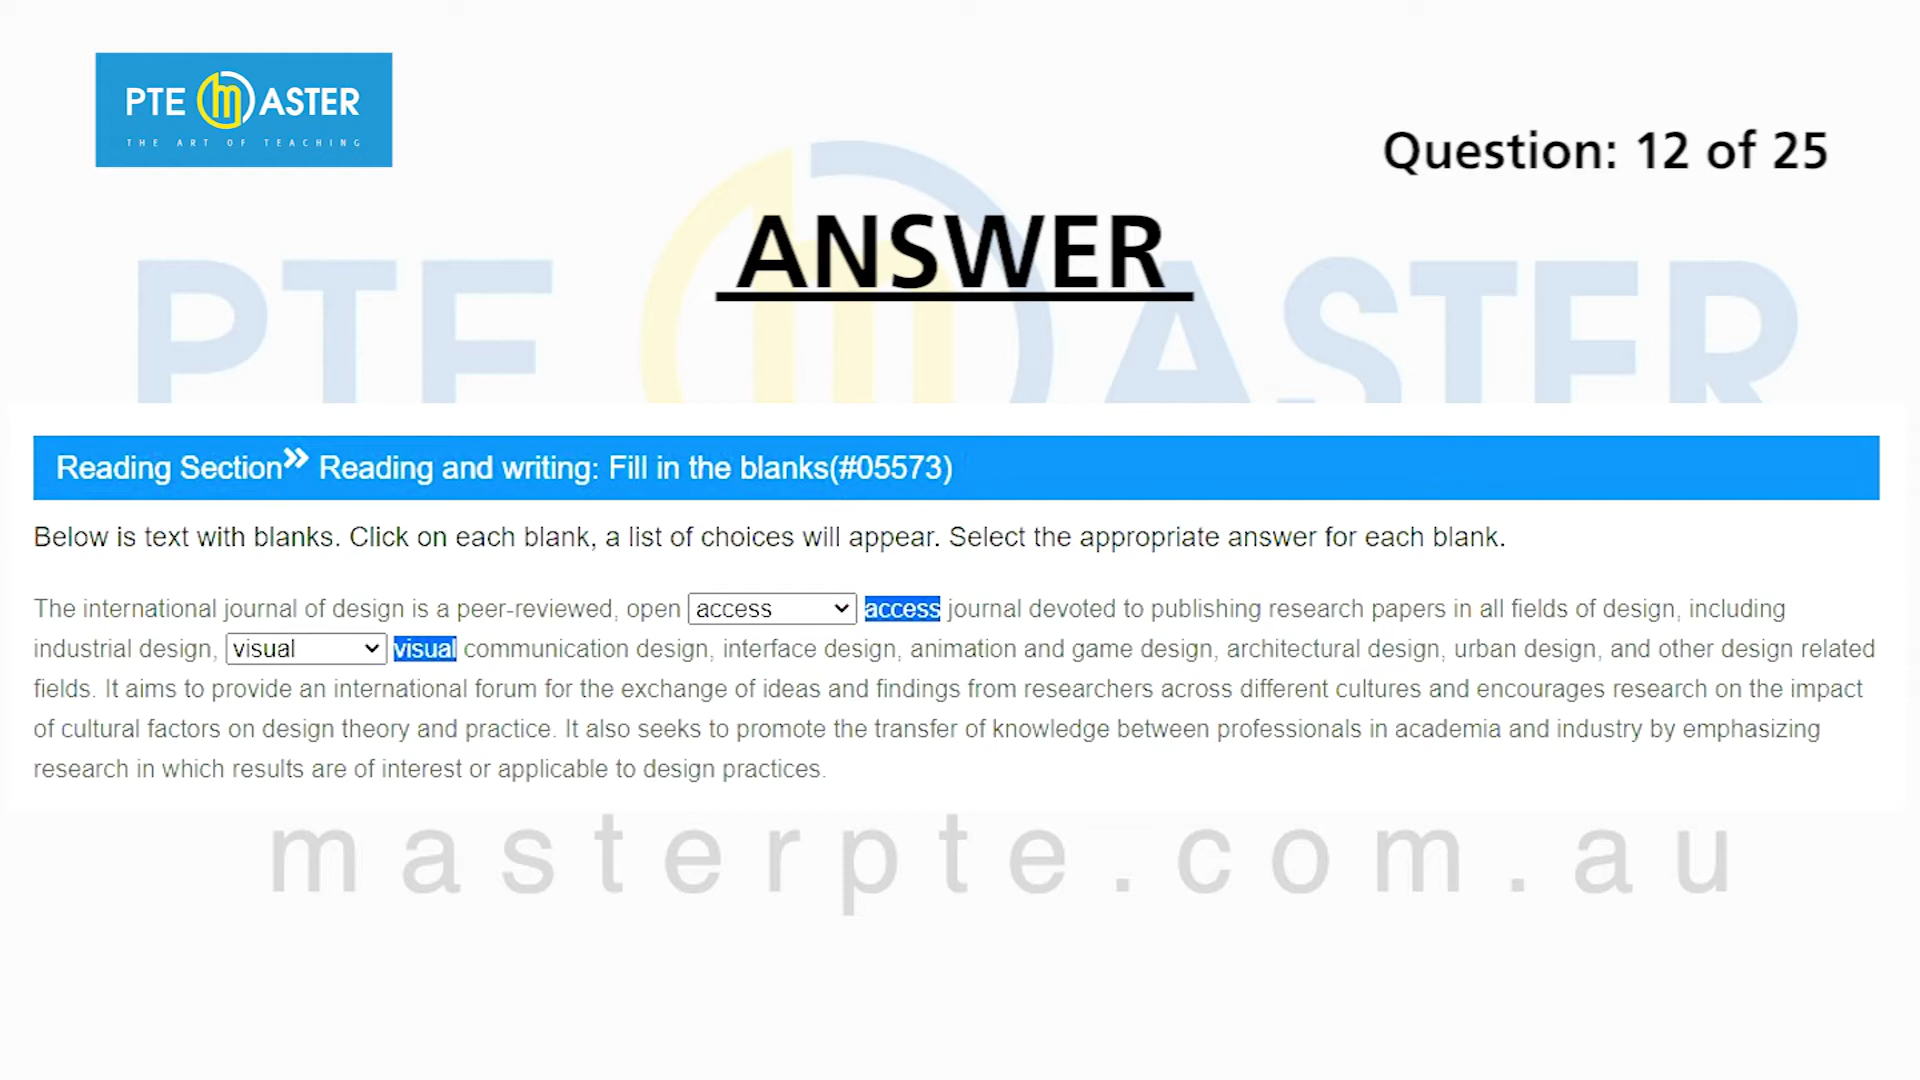 PTE MASTER
THE ART OF TEACHING
Question: 12 of 25
ANSWER
PTE MASTER
Reading Section» Reading and writing: Fill in the blanks(#05573)
Below is text with blanks. Click on each blank, a list of choices will appear. Select the appropriate answer for each blank.
The international journal of design is a peer-reviewed, open access access journal devoted to publishing research papers in all fields of design, including
industrial design, visual visual communication design, interface design, animation and game design, architectural design, urban design, and other design related
fields. It aims to provide an international forum for the exchange of ideas and findings from researchers across different cultures and encourages research on the impact
of cultural factors on design theory and practice. It also seeks to promote the transfer of knowledge between professionals in academia and industry by emphasizing
research in which results are of interest or applicable to design practices.
masterpte.com.au